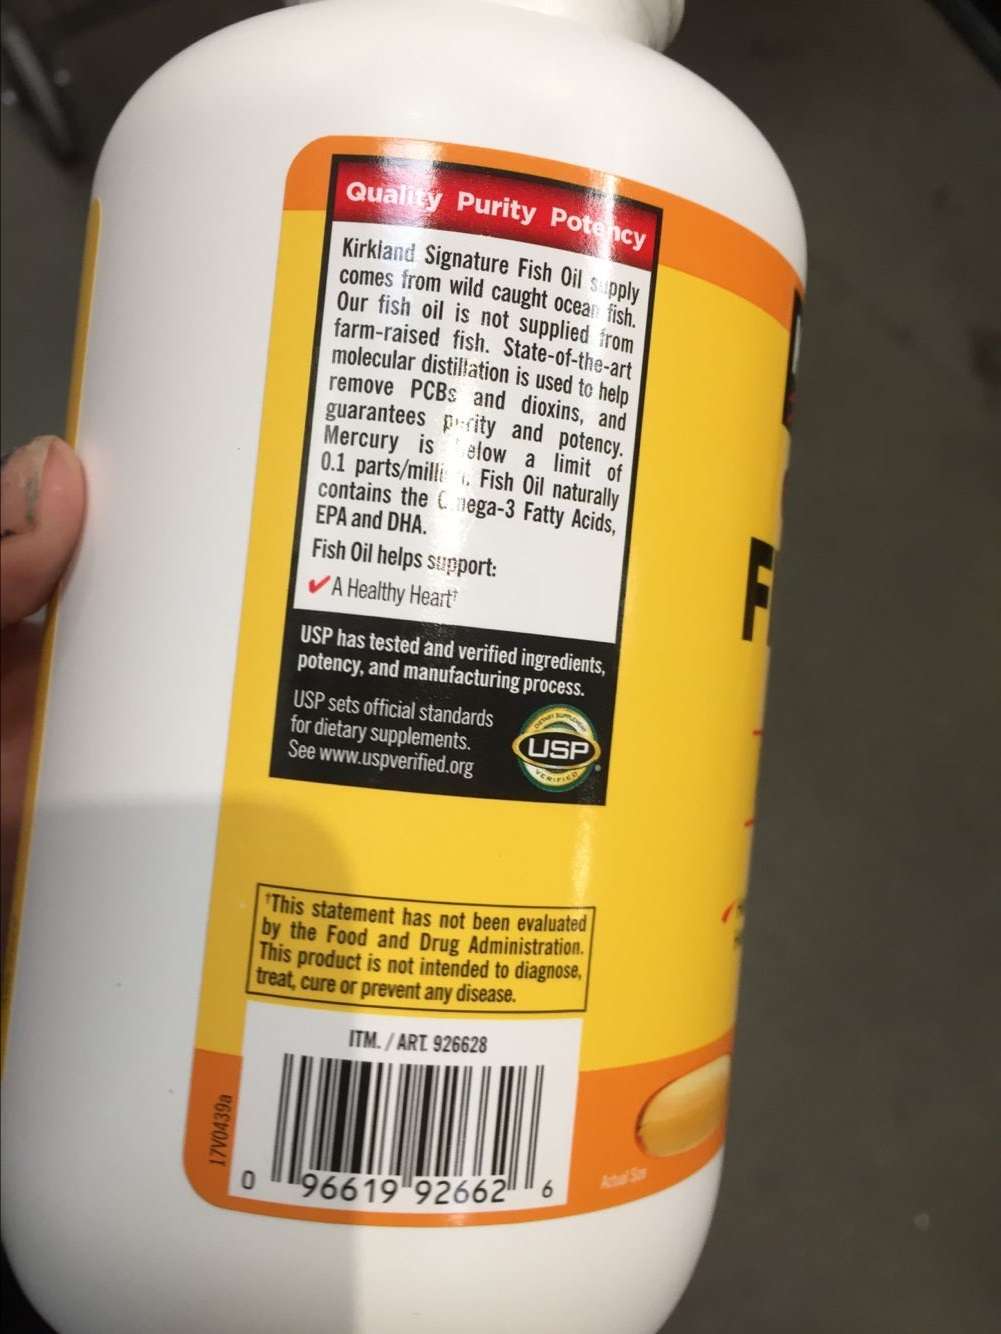 Quality Purity Potency
Kirkland Signature Fish Oil supply
comes from wild caught ocean fish.
Our fish oil is not supplied from
farm-raised fish. State-of-the-art
molecular distillation is used to help
remove PCBs and dioxins, and
guarantees purity and potency.
Mercury is below a limit of
0.1 parts/million. Fish Oil naturally
contains the Omega-3 Fatty Acids,
EPA and DHA.
Fish Oil helps support:
✓A Healthy Heart†
USP has tested and verified ingredients,
potency, and manufacturing process.
USP sets official standards
for dietary supplements.
See www.uspverified.org
DIETARY SUPPLEMENT
USP
VERIFIED
†This statement has not been evaluated
by the Food and Drug Administration.
This product is not intended to diagnose,
treat, cure or prevent any disease.
ITM. / ART. 926628
17V0439a
0 96619 92662 6
Actual Size